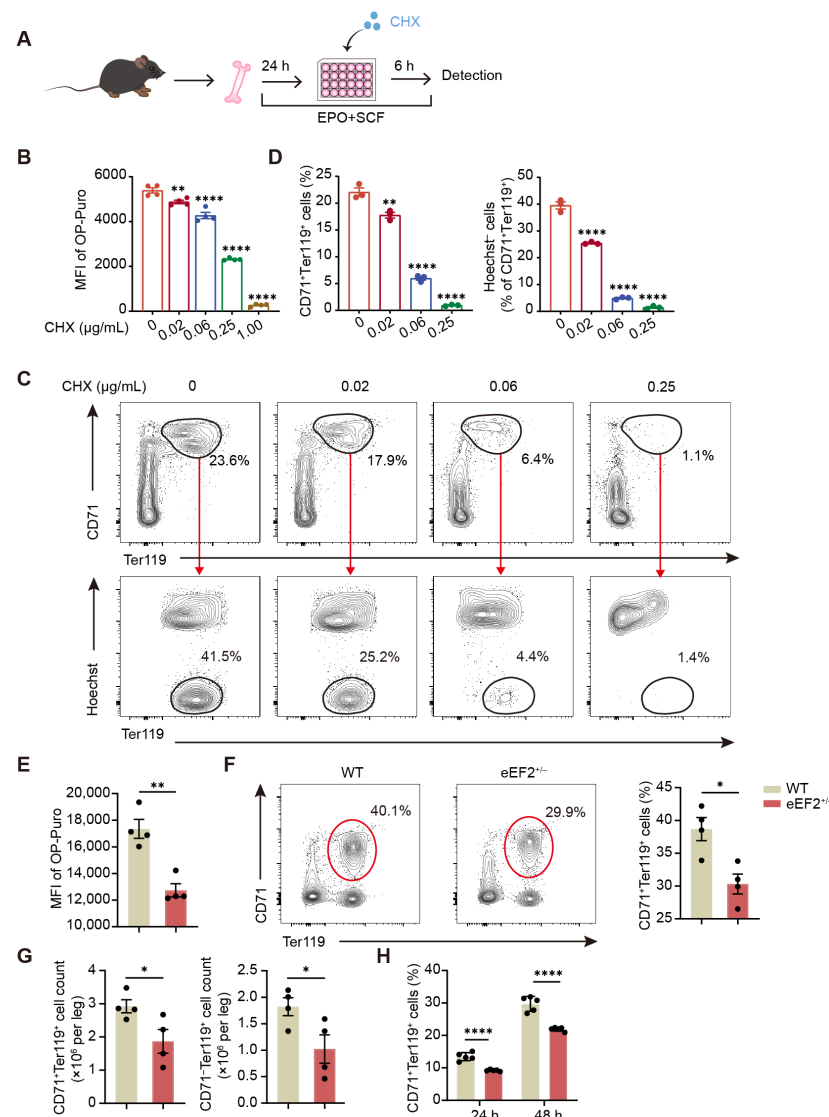 A
CHX
24 h
6 h
Detection
EPO+SCF
B
MFI of OP-Puro
6000
4000
2000
0
**
****
****
****
CHX (μg/mL)
0
0.02
0.06
0.25
1.00
D
CD71⁺Ter119⁺ cells (%)
25
20
15
10
5
0
**
****
****
0
0.02
0.06
0.25
Hoechst⁻ cells
(% of CD71⁺Ter119⁺)
50
40
30
20
10
0
****
****
****
0
0.02
0.06
0.25
C
CHX (μg/mL)
0
0.02
0.06
0.25
CD71
23.6%
17.9%
6.4%
1.1%
Ter119
Hoechst
41.5%
25.2%
4.4%
1.4%
Ter119
E
MFI of OP-Puro
20,000
18,000
16,000
14,000
12,000
10,000
**
F
WT
eEF2⁺/⁻
CD71
40.1%
29.9%
Ter119
CD71⁺Ter119⁺ cells (%)
45
40
35
30
25
*
WT
eEF2⁺/
G
CD71⁺Ter119⁺ cell count
(×10⁶ per leg)
4
3
2
1
0
*
CD71⁻Ter119⁺ cell count
(×10⁶ per leg)
2.5
2.0
1.5
1.0
0.5
0.0
*
H
CD71⁺Ter119⁺ cells (%)
40
30
20
10
0
****
****
24 h
48 h